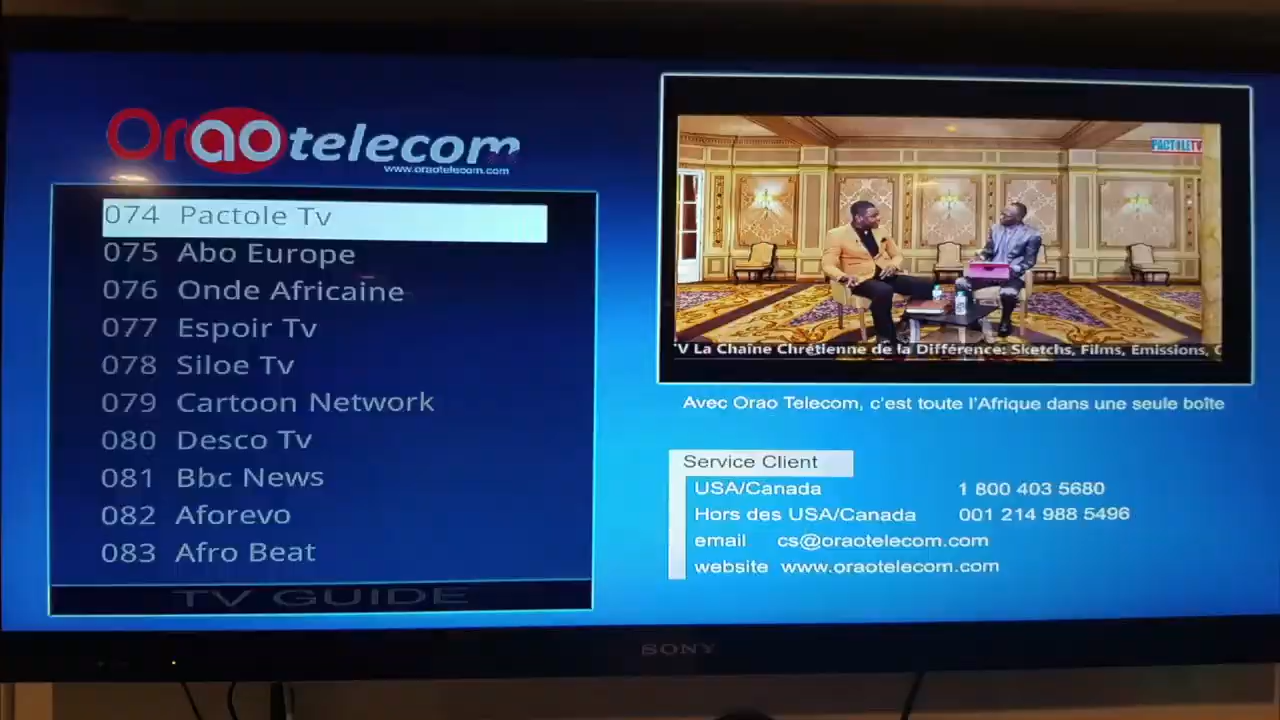 Oraotelecom
www.oraotelecom.com
074 Pactole Tv
075 Abo Europe
076 Onde Africaine
077 Espoir Tv
078 Siloe Tv
079 Cartoon Network
080 Desco Tv
081 Bbc News
082 Aforevo
083 Afro Beat
TV GUIDE
PACTOLETV
V La Chaîne Chrétienne de la Différence: Sketchs, Films, Emissions,
Avec Orao Telecom, c'est toute l'Afrique dans une seule boîte
Service Client
USA/Canada 1 800 403 5680
Hors des USA/Canada 001 214 988 5496
email cs@oraotelecom.com
website www.oraotelecom.com
SONY